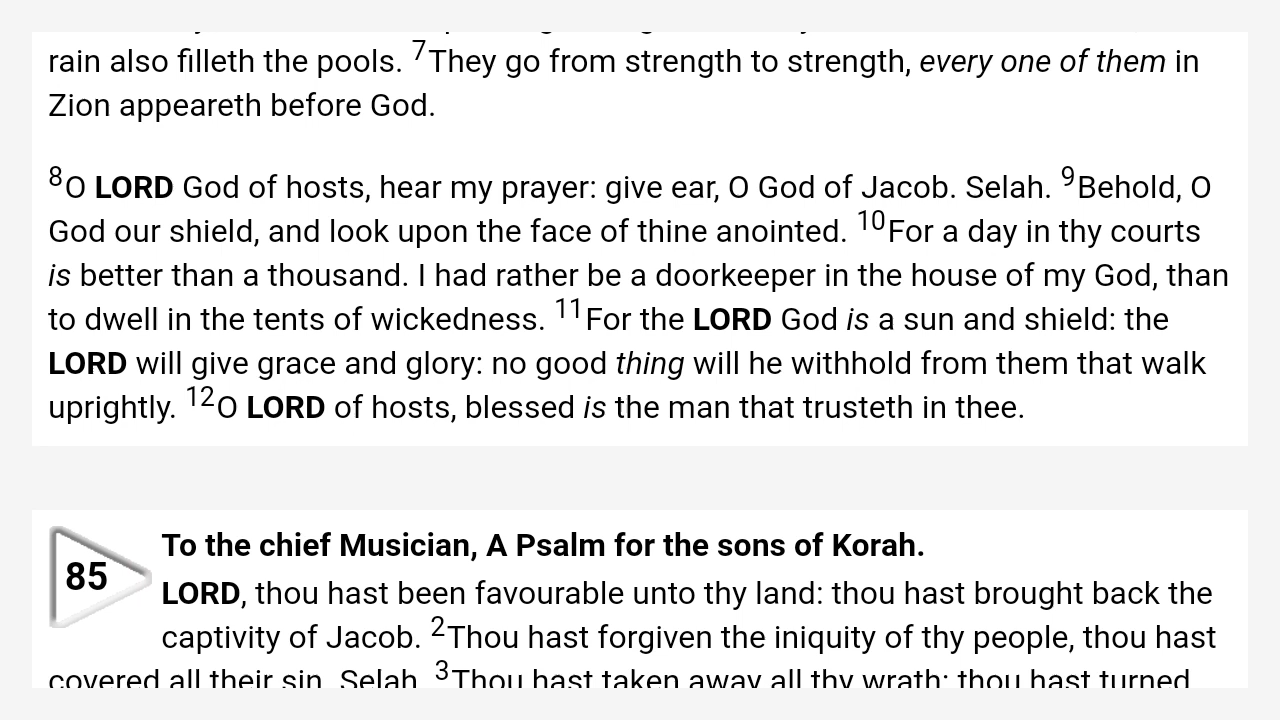 rain also filleth the pools. 7They go from strength to strength, every one of them in
Zion appeareth before God.
8O LORD God of hosts, hear my prayer: give ear, O God of Jacob. Selah. 9Behold, O
God our shield, and look upon the face of thine anointed. 10For a day in thy courts
is better than a thousand. I had rather be a doorkeeper in the house of my God, than
to dwell in the tents of wickedness. 11For the LORD God is a sun and shield: the
LORD will give grace and glory: no good thing will he withhold from them that walk
uprightly. 12O LORD of hosts, blessed is the man that trusteth in thee.
85
To the chief Musician, A Psalm for the sons of Korah.
LORD, thou hast been favourable unto thy land: thou hast brought back the
captivity of Jacob. 2Thou hast forgiven the iniquity of thy people, thou hast
covered all their sin. Selah. 3Thou hast taken away all thy wrath: thou hast turned